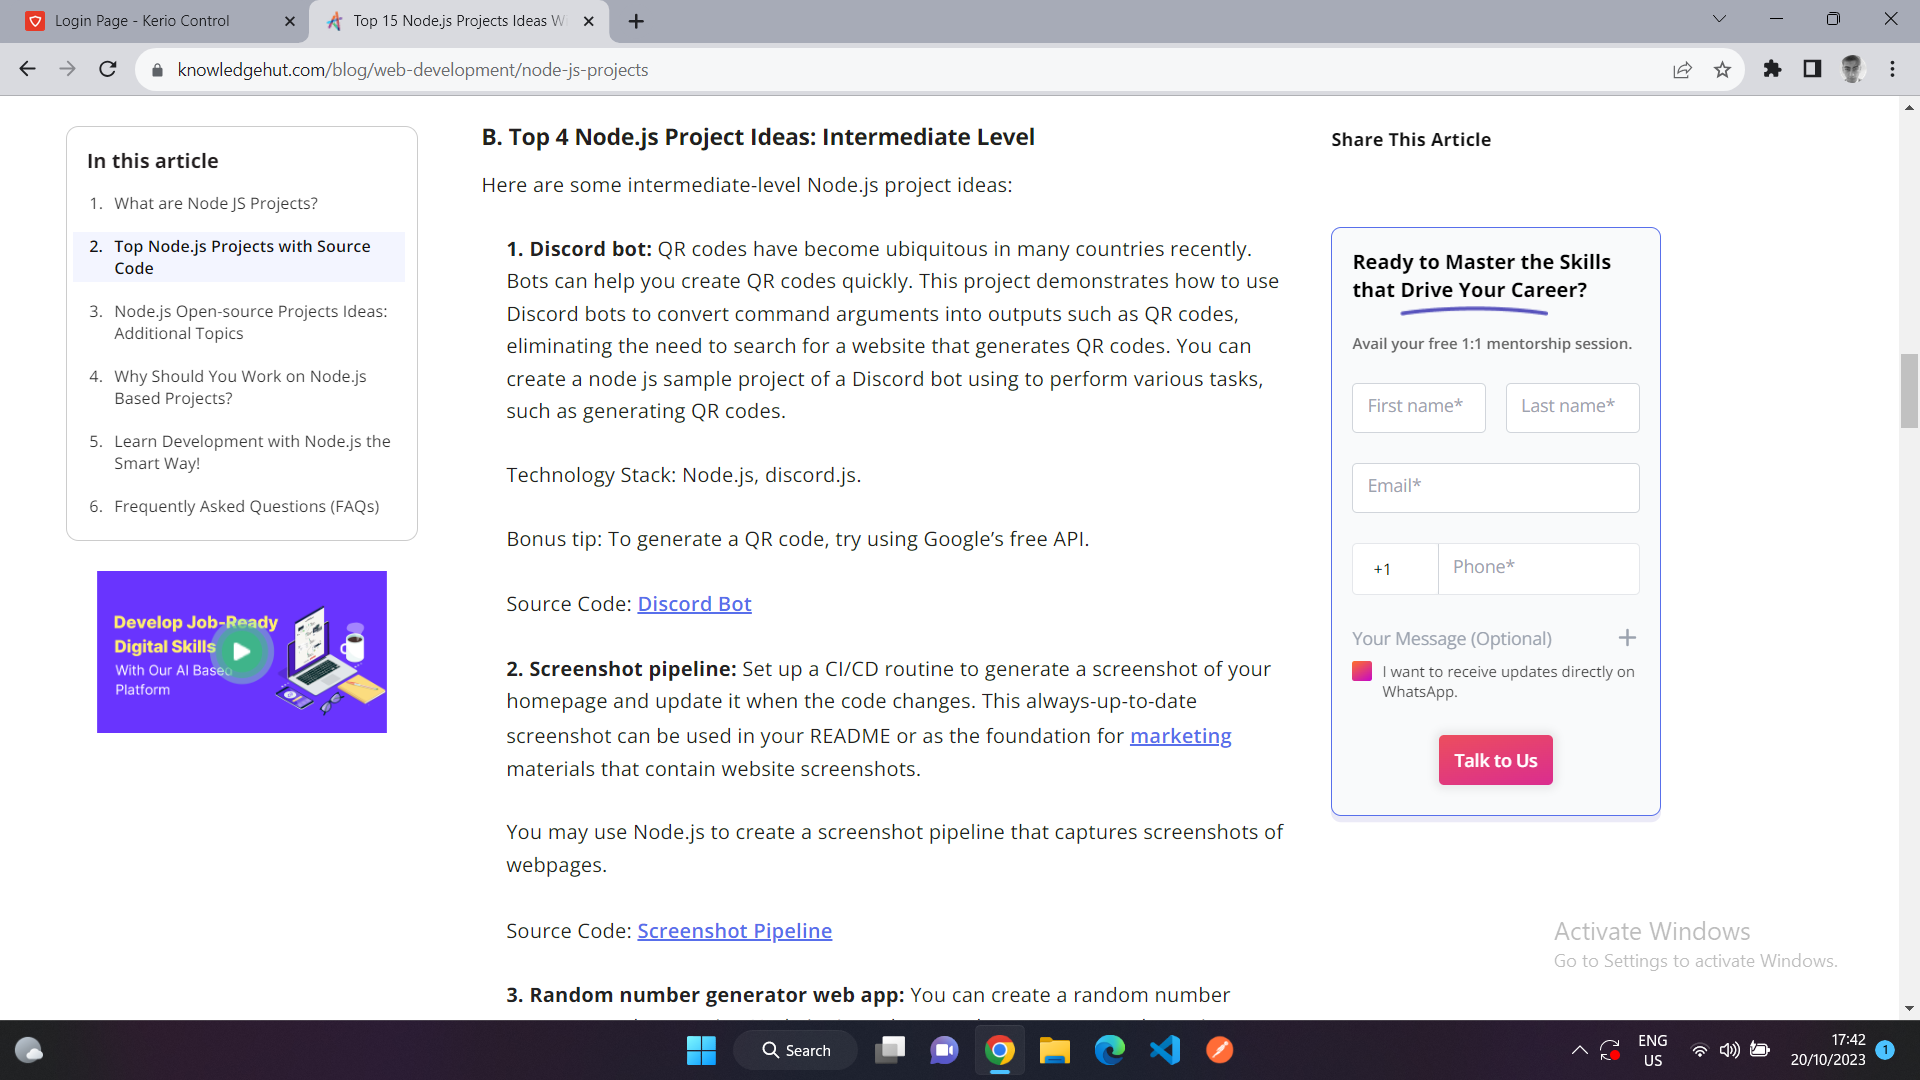 Login Page - Kerio Control
Top 15 Node.js Projects Ideas Wi
knowledgehut.com/blog/web-development/node-js-projects
In this article
1. What are Node JS Projects?
2. Top Node.js Projects with Source
Code
3. Node.js Open-source Projects Ideas:
Additional Topics
4. Why Should You Work on Node.js
Based Projects?
5. Learn Development with Node.js the
Smart Way!
6. Frequently Asked Questions (FAQs)
Develop Job-Ready
Digital Skills
With Our AI Based
Platform
B. Top 4 Node.js Project Ideas: Intermediate Level
Here are some intermediate-level Node.js project ideas:
1. Discord bot: QR codes have become ubiquitous in many countries recently.
Bots can help you create QR codes quickly. This project demonstrates how to use
Discord bots to convert command arguments into outputs such as QR codes,
eliminating the need to search for a website that generates QR codes. You can
create a node js sample project of a Discord bot using to perform various tasks,
such as generating QR codes.
Technology Stack: Node.js, discord.js.
Bonus tip: To generate a QR code, try using Google’s free API.
Source Code: Discord Bot
2. Screenshot pipeline: Set up a CI/CD routine to generate a screenshot of your
homepage and update it when the code changes. This always-up-to-date
screenshot can be used in your README or as the foundation for marketing
materials that contain website screenshots.
You may use Node.js to create a screenshot pipeline that captures screenshots of
webpages.
Source Code: Screenshot Pipeline
3. Random number generator web app: You can create a random number
Share This Article
Ready to Master the Skills
that Drive Your Career?
Avail your free 1:1 mentorship session.
First name* Last name*
Email*
+1 Phone*
Your Message (Optional) +
I want to receive updates directly on
WhatsApp.
Talk to Us
Activate Windows
Go to Settings to activate Windows.
Search
ENG
US
17:42
20/10/2023
1